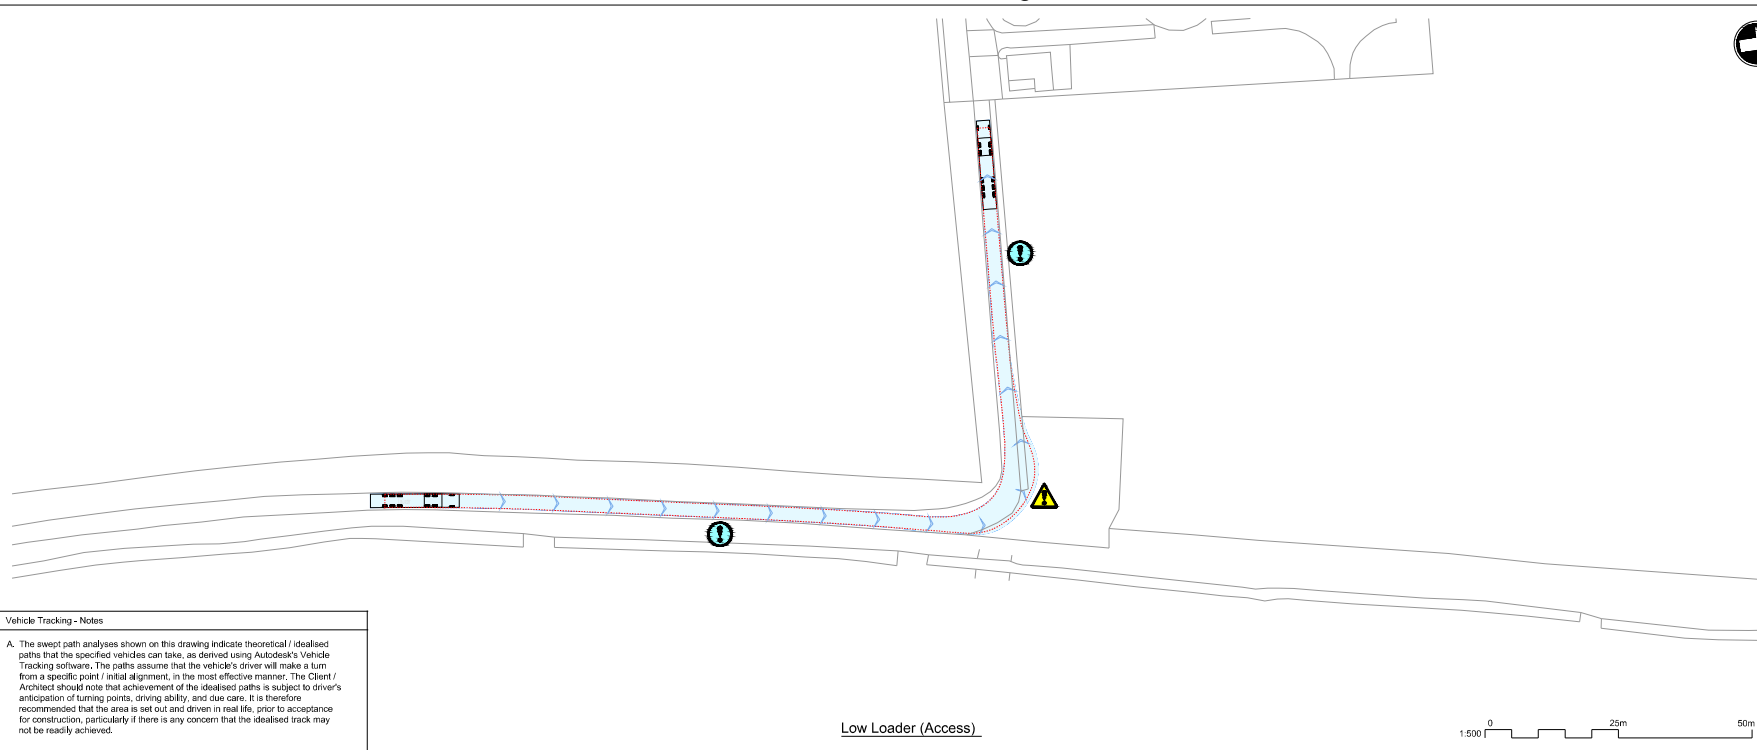 Vehicle Tracking - Notes
A. The swept path analyses shown on this drawing indicate theoretical / idealised
paths that the specified vehicles can take, as derived using Autodesk's Vehicle
Tracking software. The paths assume that the vehicle's driver will make a turn
from a specific point / initial alignment, in the most effective manner. The Client /
Architect should note that achievement of the idealised paths is subject to driver's
anticipation of turning points, driving ability, and due care. It is therefore
recommended that the area is set out and driven in real life, prior to acceptance
for construction, particularly if there is any concern that the idealised track may
not be readily achieved.
Low Loader (Access)
0 25m 50m
1:500